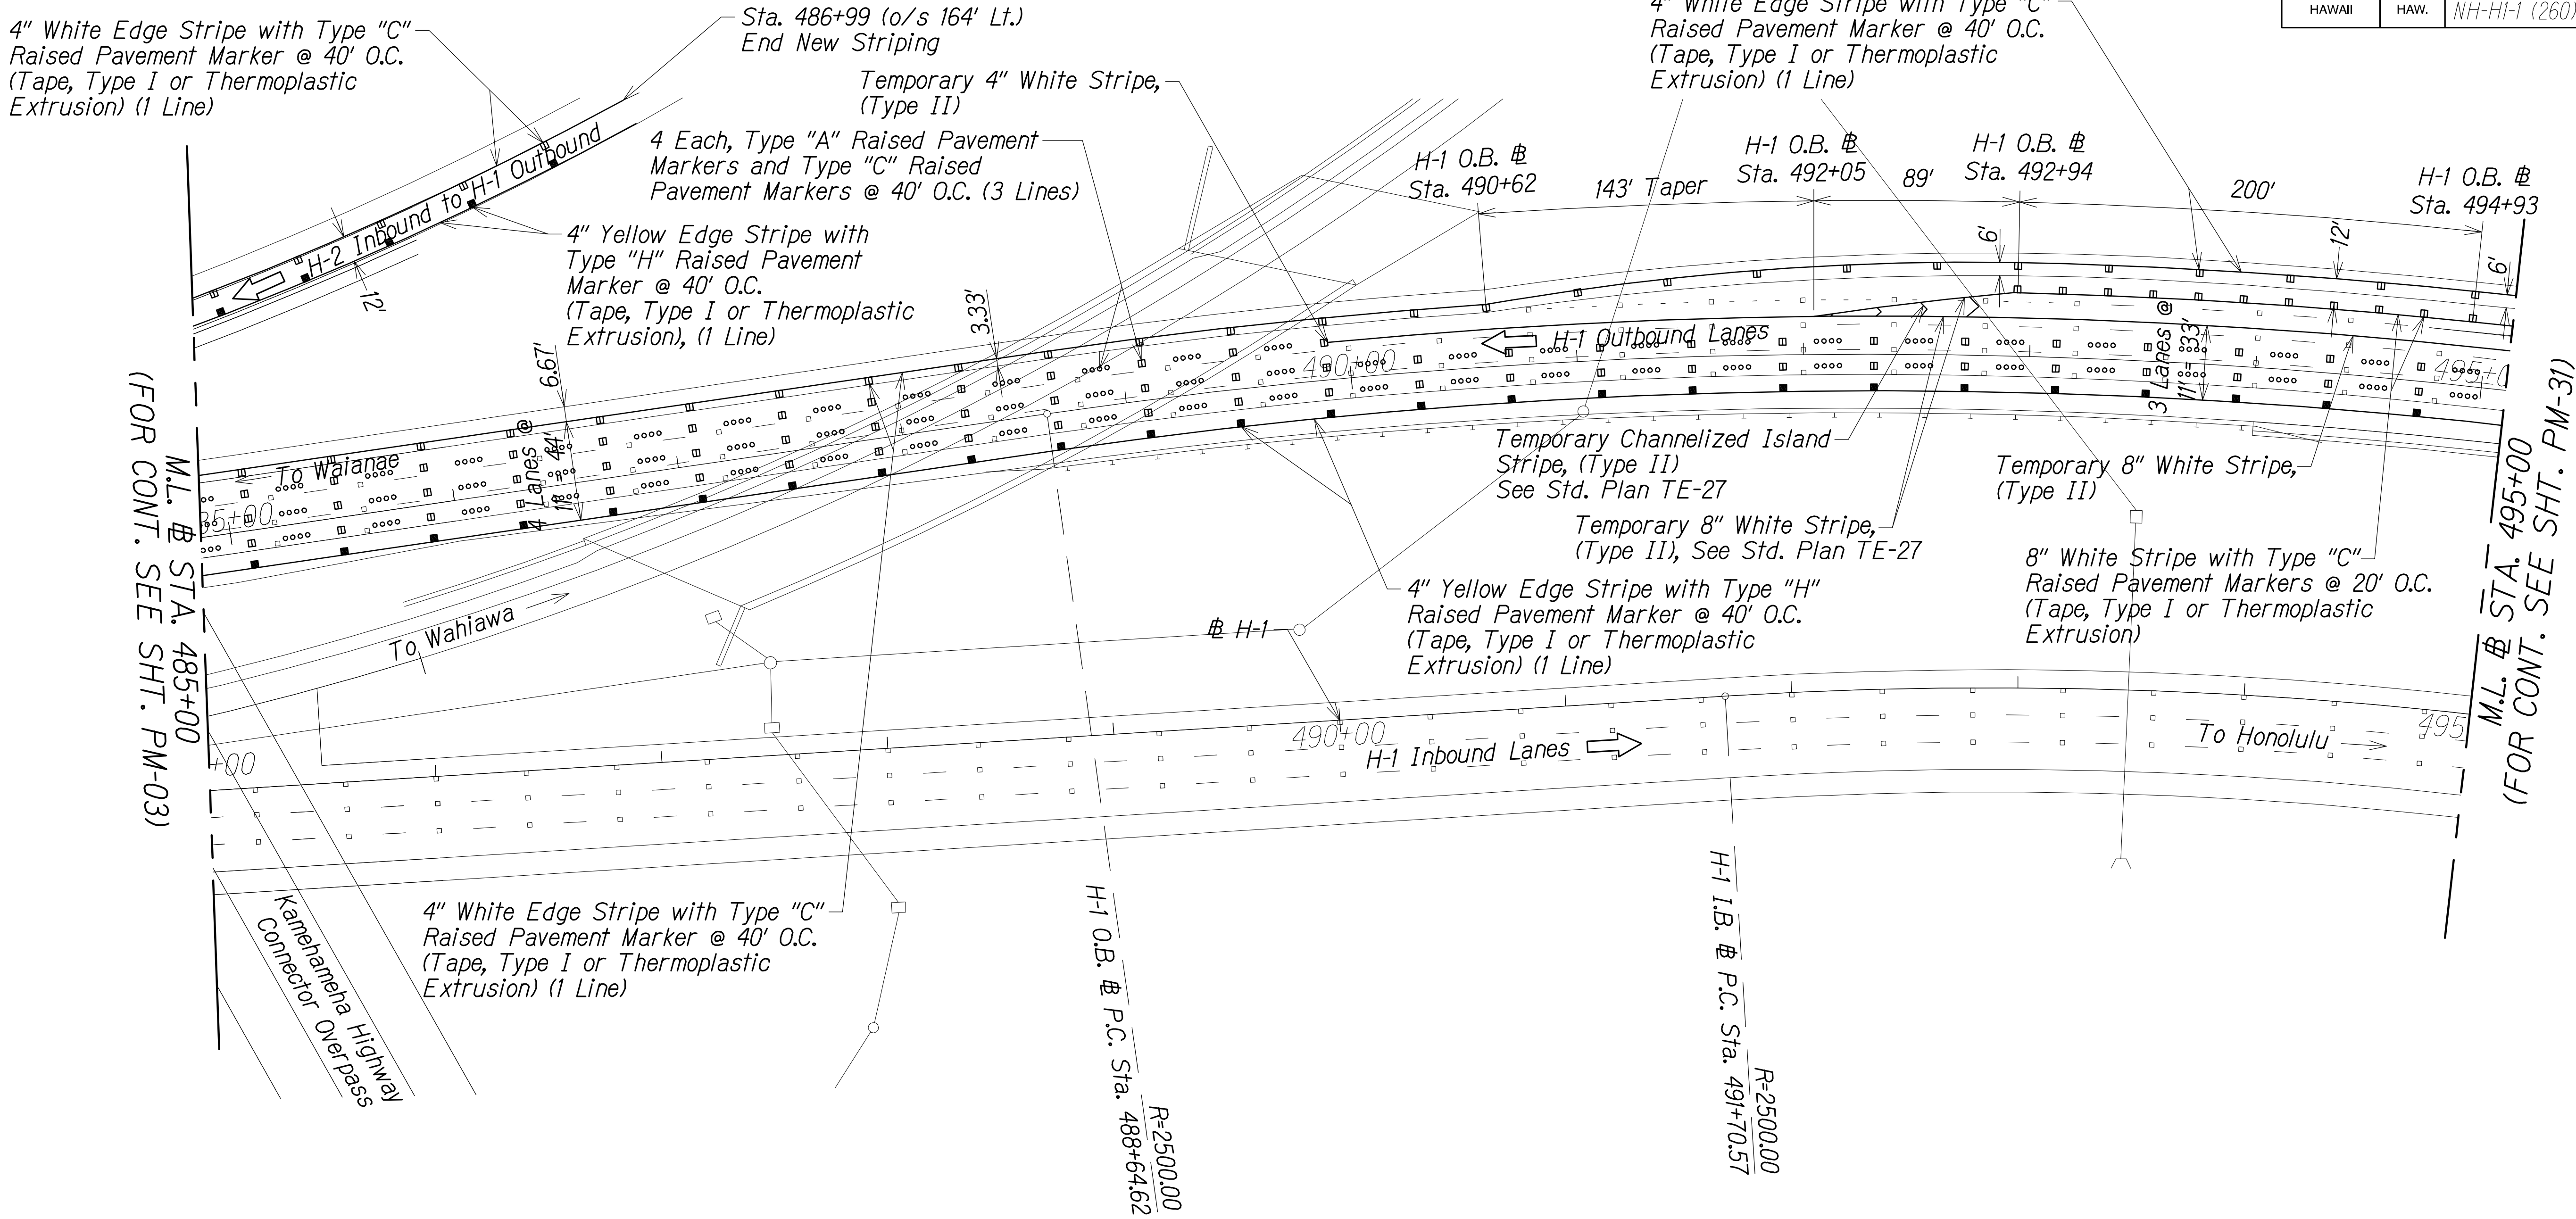 4" White Edge Stripe with Type "C"
Raised Pavement Marker @ 40' O.C.
(Tape, Type I or Thermoplastic
Extrusion) (1 Line)
Sta. 486+99 (o/s 164' Lt.)
End New Striping
Temporary 4" White Stripe,
(Type II)
4 Each, Type "A" Raised Pavement
Markers and Type "C" Raised
Pavement Markers @ 40' O.C. (3 Lines)
4" Yellow Edge Stripe with
Type "H" Raised Pavement
Marker @ 40' O.C.
(Tape, Type I or Thermoplastic
Extrusion), (1 Line)
H-2 Inbound to H-1 Outbound
12'
4" White Edge Stripe with Type "C"
Raised Pavement Marker @ 40' O.C.
(Tape, Type I or Thermoplastic
Extrusion) (1 Line)
HAWAII
HAW.
NH-H1-1 (260)
H-1 O.B. ℄
Sta. 490+62
143' Taper
H-1 O.B. ℄
Sta. 492+05
89'
H-1 O.B. ℄
Sta. 492+94
200'
H-1 O.B. ℄
Sta. 494+93
6'
12'
6'
3.33'
6.67'
4 Lanes @
11' = 44'
3 Lanes @
11' = 33'
H-1 Outbound Lanes
490+00
To Waianae
To Wahiawa
Temporary Channelized Island
Stripe, (Type II)
See Std. Plan TE-27
Temporary 8" White Stripe,
(Type II), See Std. Plan TE-27
Temporary 8" White Stripe,
(Type II)
8" White Stripe with Type "C"
Raised Pavement Markers @ 20' O.C.
(Tape, Type I or Thermoplastic
Extrusion)
4" Yellow Edge Stripe with Type "H"
Raised Pavement Marker @ 40' O.C.
(Tape, Type I or Thermoplastic
Extrusion) (1 Line)
℄ H-1
490+00
H-1 Inbound Lanes
To Honolulu
495
+00
M.L. ℄ STA. 485+00
(FOR CONT. SEE SHT. PM-03)
M.L. ℄ STA. 495+00
(FOR CONT. SEE SHT. PM-31)
4" White Edge Stripe with Type "C"
Raised Pavement Marker @ 40' O.C.
(Tape, Type I or Thermoplastic
Extrusion) (1 Line)
Kamehameha Highway
Connector Overpass
H-1 O.B. ℄ P.C. Sta. 488+64.62
R=2500.00
H-1 I.B. ℄ P.C. Sta. 491+70.57
R=2500.00